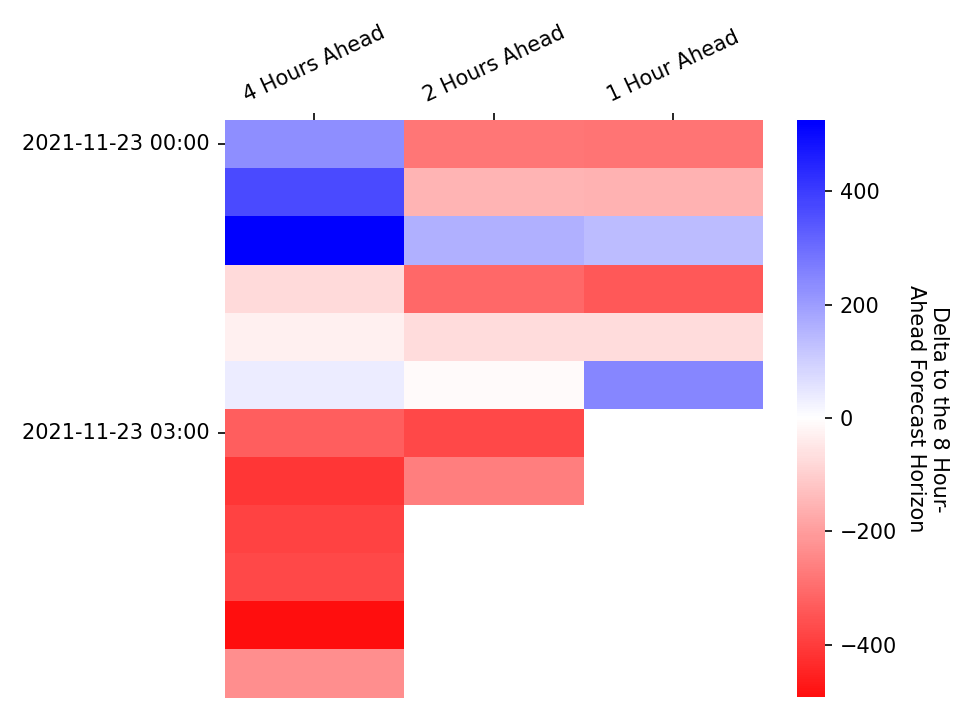 4 Hours Ahead
2 Hours Ahead
1 Hour Ahead
2021-11-23 00:00
2021-11-23 03:00
400
200
0
−200
−400
Delta to the 8 Hour-
Ahead Forecast Horizon